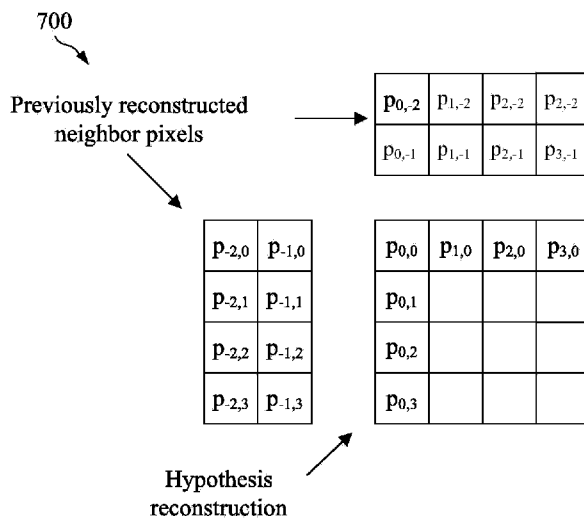 700
Previously reconstructed
neighbor pixels
p0,-2 p1,-2 p2,-2 p2,-2
p0,-1 p1,-1 p2,-1 p3,-1
p-2,0 p-1,0 p0,0 p1,0 p2,0 p3,0
p-2,1 p-1,1 p0,1
p-2,2 p-1,2 p0,2
p-2,3 p-1,3 p0,3
Hypothesis
reconstruction